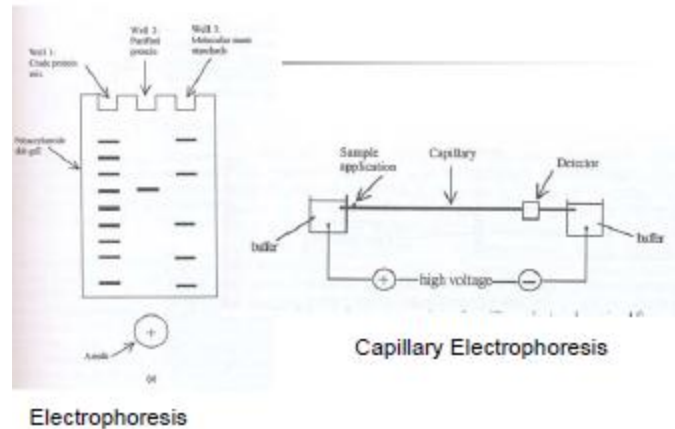 Well 1:
Crude protein
mix
Well 2:
Purified
protein
Well 3:
Molecular mass
standards
Polyacrylamide
slab gel
Anode
Electrophoresis
Sample
application
Capillary
Detector
buffer
buffer
+
high voltage
−
Capillary Electrophoresis